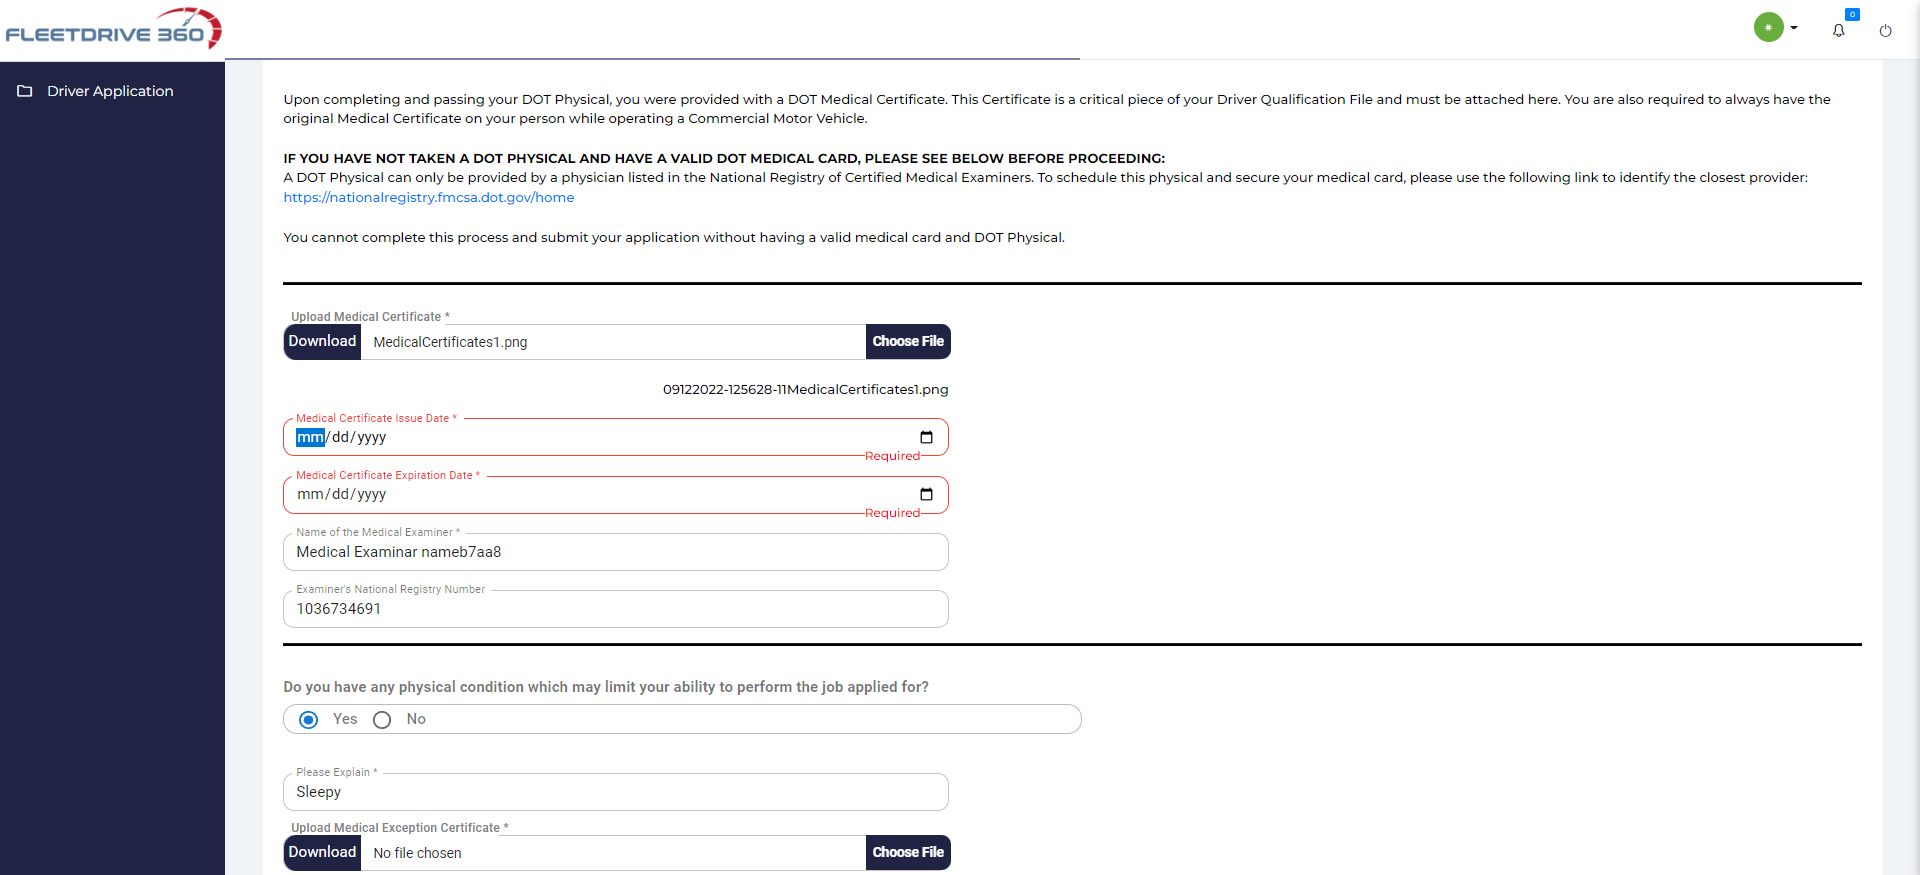 FLEETDRIVE 360
0
Driver Application
Upon completing and passing your DOT Physical, you were provided with a DOT Medical Certificate. This Certificate is a critical piece of your Driver Qualification File and must be attached here. You are also required to always have the
original Medical Certificate on your person while operating a Commercial Motor Vehicle.
IF YOU HAVE NOT TAKEN A DOT PHYSICAL AND HAVE A VALID DOT MEDICAL CARD, PLEASE SEE BELOW BEFORE PROCEEDING:
A DOT Physical can only be provided by a physician listed in the National Registry of Certified Medical Examiners. To schedule this physical and secure your medical card, please use the following link to identify the closest provider:
https://nationalregistry.fmcsa.dot.gov/home
You cannot complete this process and submit your application without having a valid medical card and DOT Physical.
Upload Medical Certificate *
Download MedicalCertificates1.png Choose File
09122022-125628-11MedicalCertificates1.png
Medical Certificate Issue Date *
mm/dd/yyyy
Required
Medical Certificate Expiration Date *
mm/dd/yyyy
Required
Name of the Medical Examiner *
Medical Examinar nameb7aa8
Examiner's National Registry Number
1036734691
Do you have any physical condition which may limit your ability to perform the job applied for?
Yes No
Please Explain *
Sleepy
Upload Medical Exception Certificate *
Download No file chosen Choose File